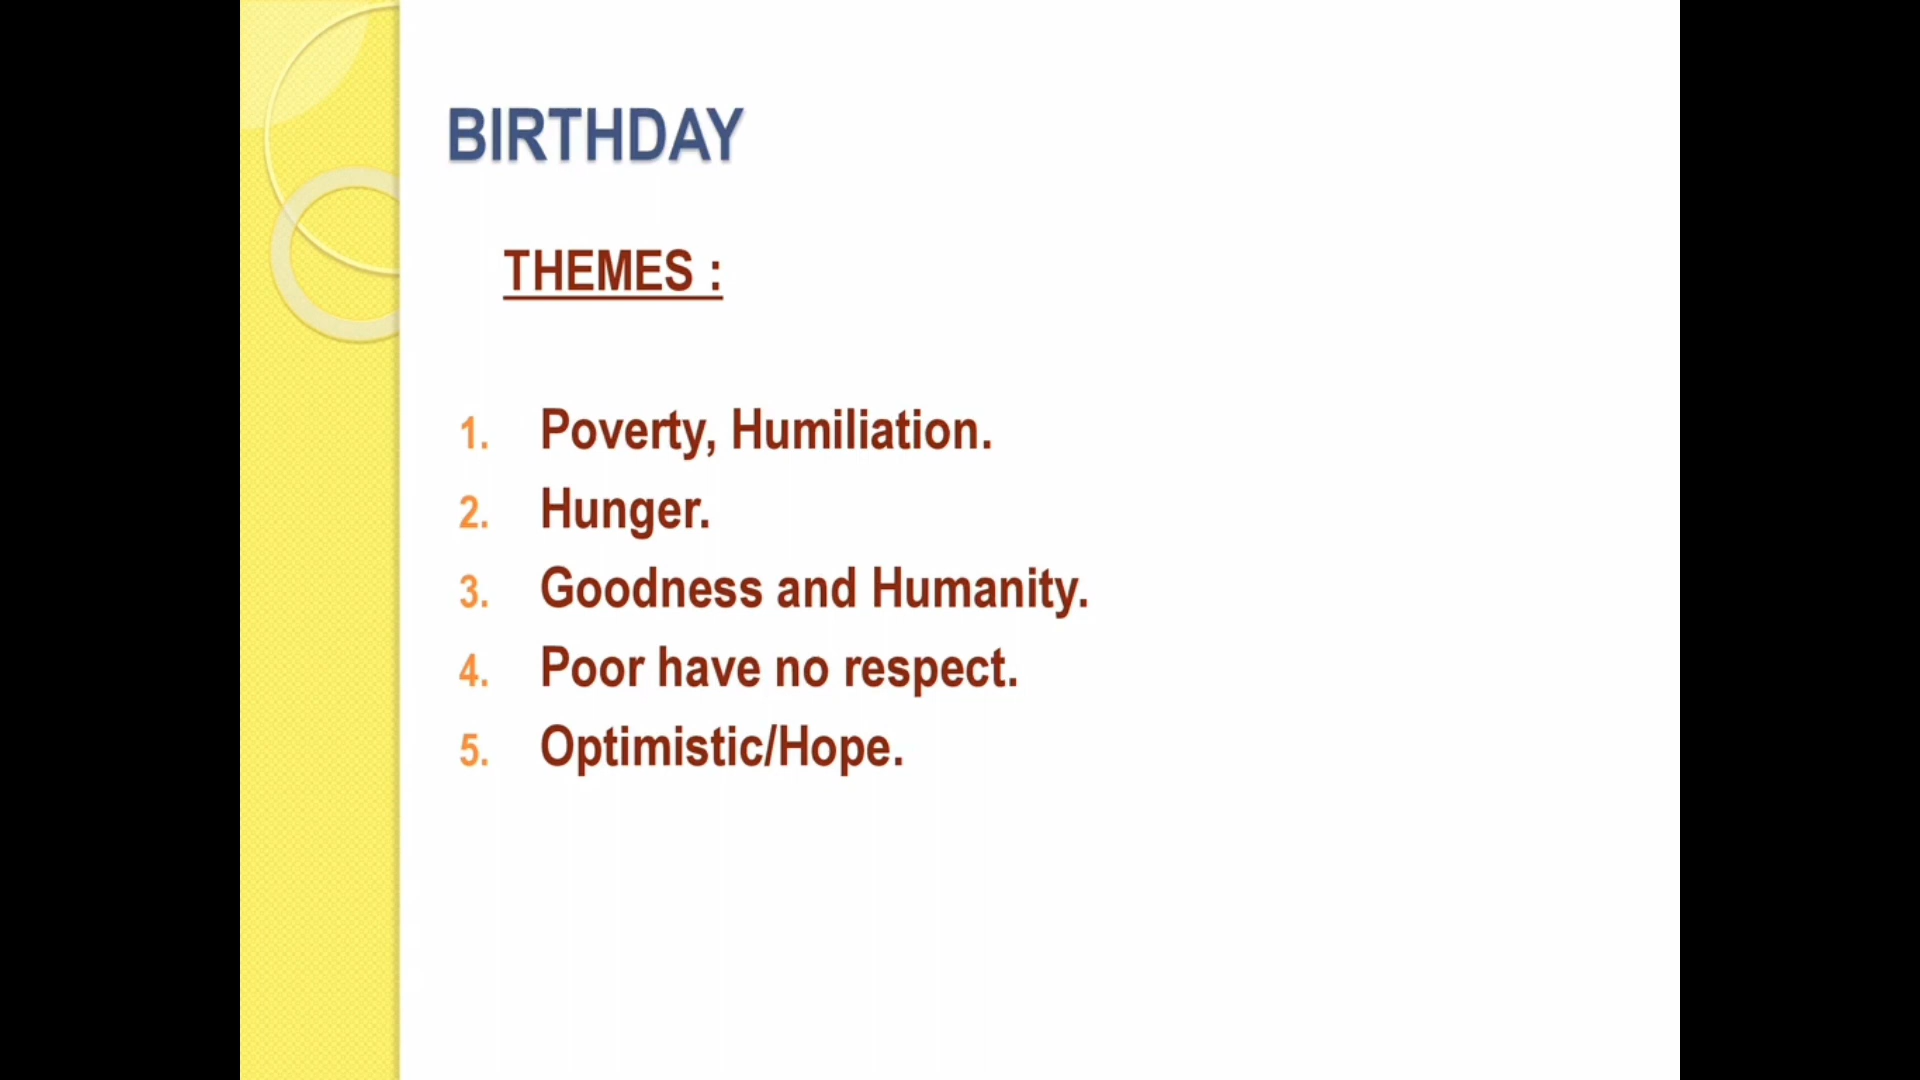 BIRTHDAY
THEMES :
1. Poverty, Humiliation.
2. Hunger.
3. Goodness and Humanity.
4. Poor have no respect.
5. Optimistic/Hope.